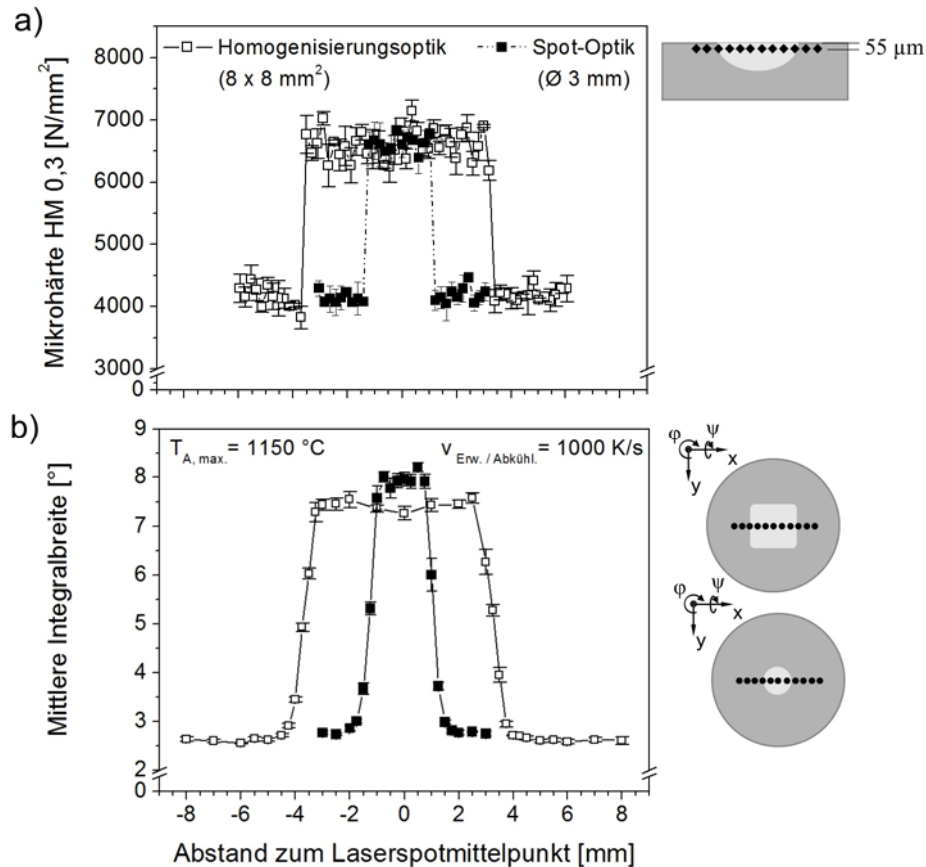 a)
Homogenisierungsoptik
(8 x 8 mm²)
Spot-Optik
(Ø 3 mm)
55 µm
8000
7000
6000
5000
4000
3000
0
Mikrohärte HM 0,3 [N/mm²]
b)
T A, max. = 1150 °C
v Erw. / Abkühl. = 1000 K/s
9
8
7
6
5
4
3
2
0
Mittlere Integralbreite [°]
-8 -6 -4 -2 0 2 4 6 8
Abstand zum Laserspotmittelpunkt [mm]
φ ψ
x
y
φ ψ
x
y